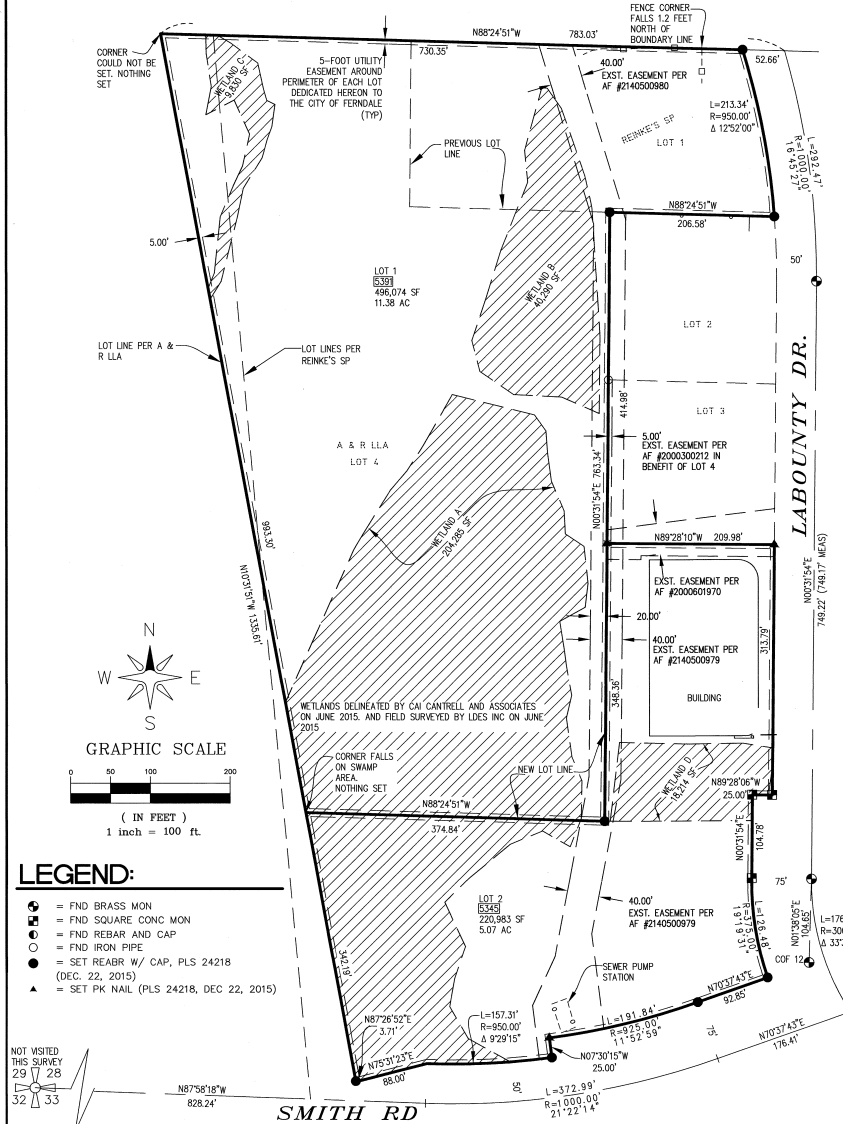 FENCE CORNER
FALLS 1.2 FEET
NORTH OF
BOUNDARY LINE
N88°24'51"W
783.03'
730.35'
52.66'
CORNER
COULD NOT BE
SET. NOTHING
SET
WETLAND C
9,830 SF
5-FOOT UTILITY
EASEMENT AROUND
PERIMETER OF EACH LOT
DEDICATED HEREON TO
THE CITY OF FERNDALE
(TYP)
40.00'
EXST. EASEMENT PER
AF #2140500980
L=213.34'
R=950.00'
Δ 12°52'00"
REINKE'S SP
LOT 1
L=292.47'
R=1000.00'
16°45'27"
PREVIOUS LOT
LINE
N88°24'51"W
206.58'
5.00'
50'
LOT 1
5391
496,074 SF
11.38 AC
WETLAND B
40,290 SF
LOT 2
LOT LINE PER A &
R LLA
LOT LINES PER
REINKE'S SP
LABOUNTY DR.
LOT 3
414.98'
5.00'
EXST. EASEMENT PER
AF #2000300212 IN
BENEFIT OF LOT 4
A & R LLA
LOT 4
N00°31'54"E 763.34'
WETLAND A
204,285 SF
993.30'
N10°31'51"W 1335.61'
N89°28'10"W 209.98'
EXST. EASEMENT PER
AF #2000601970
N00°31'54"E
749.22' (749.17' MEAS)
20.00'
40.00'
EXST. EASEMENT PER
AF #2140500979
313.79'
BUILDING
348.36'
N
W E
S
WETLANDS DELINEATED BY CAI CANTRELL AND ASSOCIATES
ON JUNE 2015. AND FIELD SURVEYED BY LDES INC ON JUNE
2015
GRAPHIC SCALE
0 50 100 200
( IN FEET )
1 inch = 100 ft.
CORNER FALLS
ON SWAMP
AREA.
NOTHING SET
NEW LOT LINE
WETLAND D
18,214 SF
N89°28'06"W
25.00'
N88°24'51"W
374.84'
N00°31'54"E
104.78'
LEGEND:
= FND BRASS MON
= FND SQUARE CONC MON
= FND REBAR AND CAP
= FND IRON PIPE
= SET REABR W/ CAP, PLS 24218
(DEC. 22, 2015)
= SET PK NAIL (PLS 24218, DEC 22, 2015)
75'
LOT 2
5345
220,983 SF
5.07 AC
40.00'
EXST. EASEMENT PER
AF #2140500979
L=126.48'
R=375.00'
19°19'31"
N01°38'05"E
104.65'
COF 12
L=176
R=300
Δ 33°
342.19'
SEWER PUMP
STATION
N70°37'43"E
92.85'
N87°26'52"E
3.71'
L=157.31'
R=950.00'
Δ 9°29'15"
L=191.84'
R=925.00'
11°52'59"
75'
N70°37'43"E
176.41'
N07°30'15"W
25.00'
N75°31'23"E
88.00'
NOT VISITED
THIS SURVEY
29 28
32 33
N87°58'18"W
828.24'
50'
L=372.99'
R=1000.00'
21°22'14"
SMITH RD